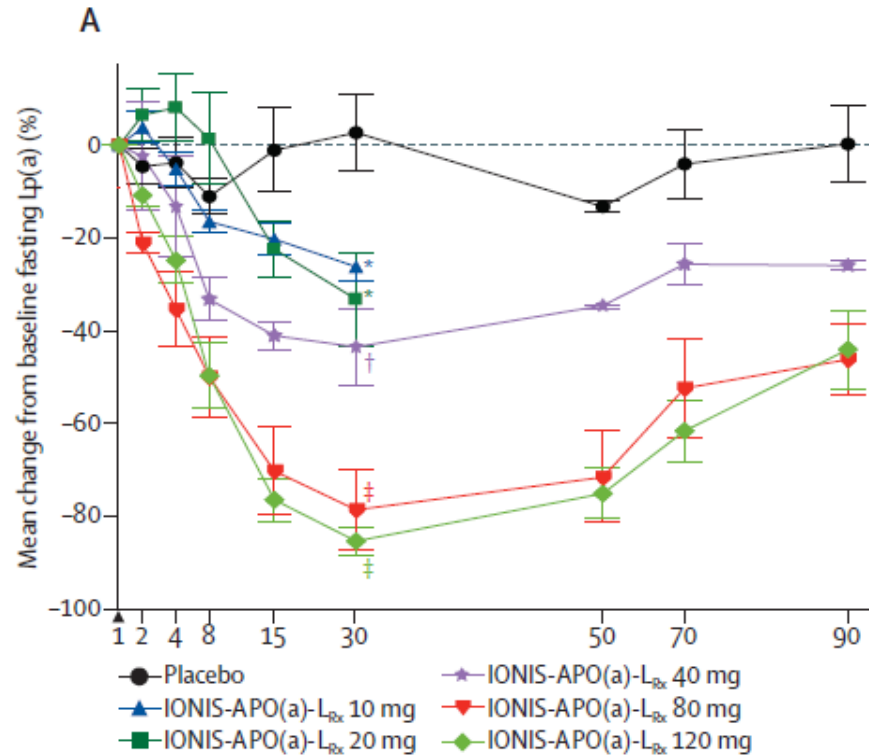 A
Mean change from baseline fasting Lp(a) (%)
0
−20
−40
−60
−80
−100
*
*
†
‡
‡
1 2 4 8 15 30 50 70 90
Placebo
IONIS-APO(a)-LRx 10 mg
IONIS-APO(a)-LRx 20 mg
IONIS-APO(a)-LRx 40 mg
IONIS-APO(a)-LRx 80 mg
IONIS-APO(a)-LRx 120 mg